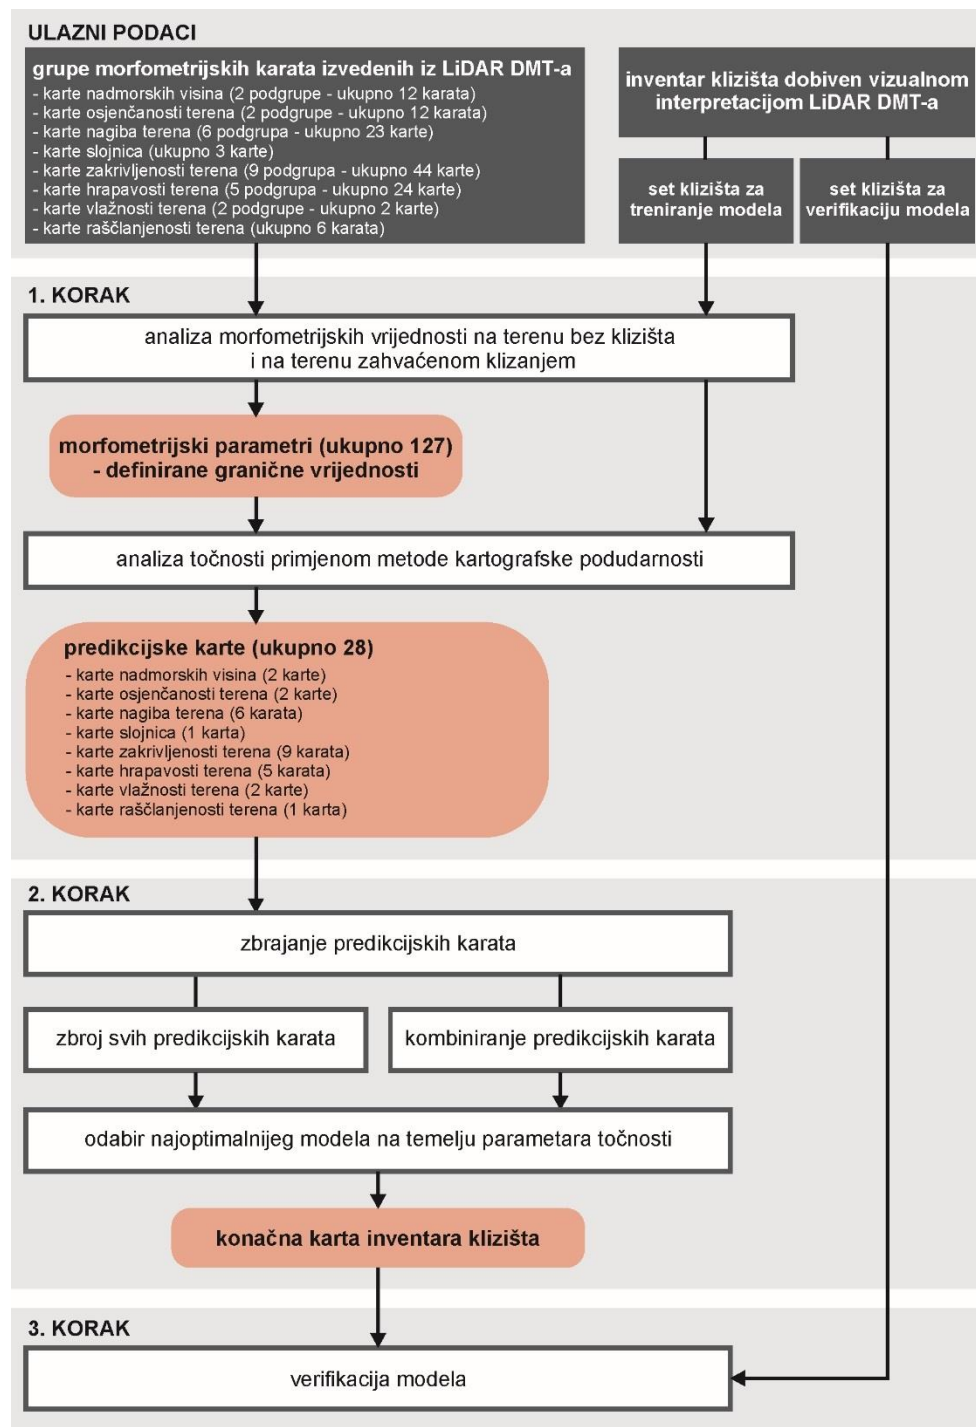 ULAZNI PODACI
grupe morfometrijskih karata izvedenih iz LiDAR DMT-a
- karte nadmorskih visina (2 podgrupe - ukupno 12 karata)
- karte osjenčanosti terena (2 podgrupe - ukupno 12 karata)
- karte nagiba terena (6 podgrupa - ukupno 23 karte)
- karte slojnica (ukupno 3 karte)
- karte zakrivljenosti terena (9 podgrupa - ukupno 44 karte)
- karte hrapavosti terena (5 podgrupa - ukupno 24 karte)
- karte vlažnosti terena (2 podgrupe - ukupno 2 karte)
- karte raščlanjenosti terena (ukupno 6 karata)
inventar klizišta dobiven vizualnom
interpretacijom LiDAR DMT-a
set klizišta za
treniranje modela
set klizišta za
verifikaciju modela
1. KORAK
analiza morfometrijskih vrijednosti na terenu bez klizišta
i na terenu zahvaćenom klizanjem
morfometrijski parametri (ukupno 127)
- definirane granične vrijednosti
analiza točnosti primjenom metode kartografske podudarnosti
predikcijske karte (ukupno 28)
- karte nadmorskih visina (2 karte)
- karte osjenčanosti terena (2 karte)
- karte nagiba terena (6 karata)
- karte slojnica (1 karta)
- karte zakrivljenosti terena (9 karata)
- karte hrapavosti terena (5 karata)
- karte vlažnosti terena (2 karte)
- karte raščlanjenosti terena (1 karta)
2. KORAK
zbrajanje predikcijskih karata
zbroj svih predikcijskih karata
kombiniranje predikcijskih karata
odabir najoptimalnijeg modela na temelju parametara točnosti
konačna karta inventara klizišta
3. KORAK
verifikacija modela